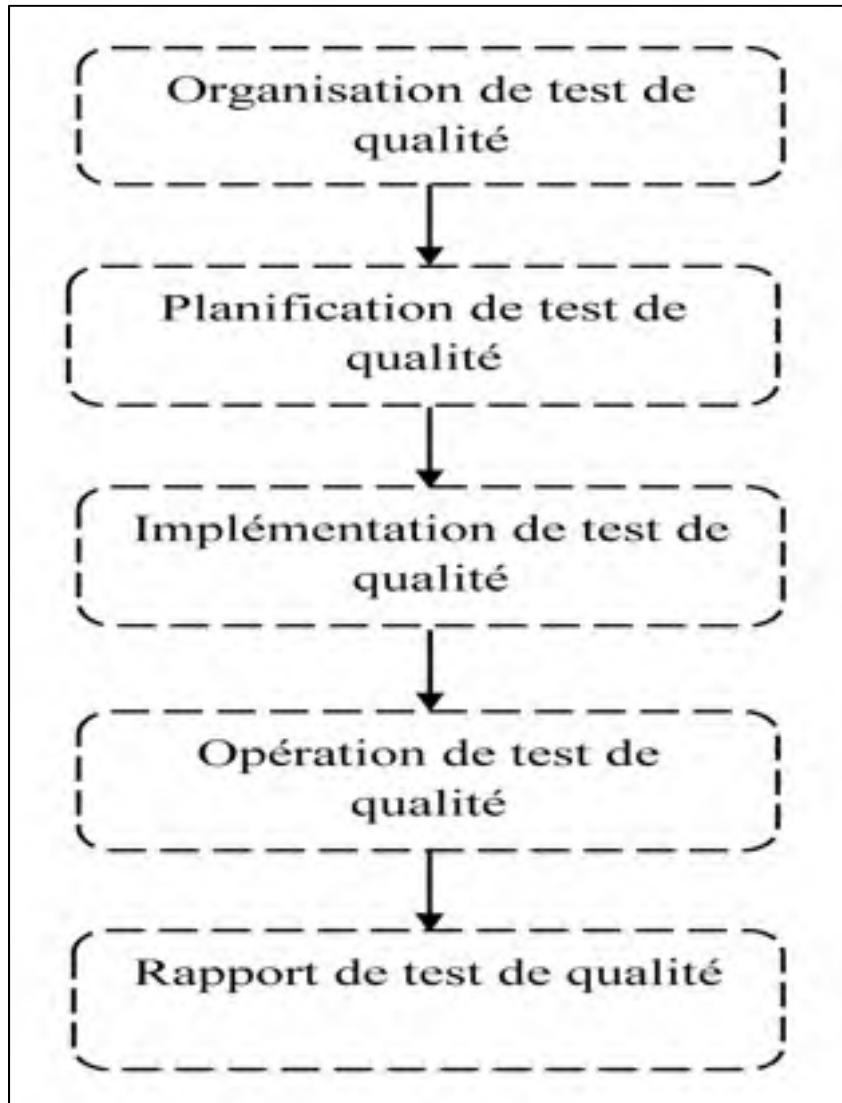 Organisation de test de
qualité
Planification de test de
qualité
Implémentation de test de
qualité
Opération de test de
qualité
Rapport de test de qualité